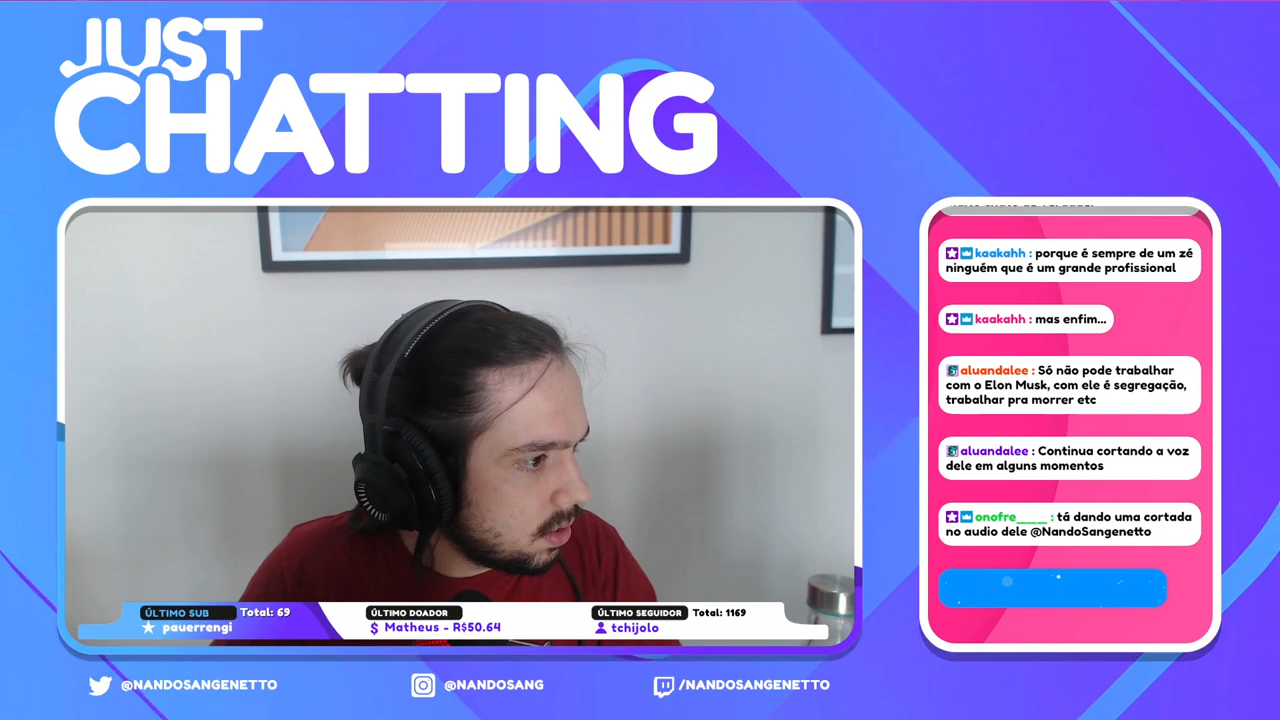 JUST
CHATTING
kaakahh : porque é sempre de um zé
ninguém que é um grande profissional
kaakahh : mas enfim...
aluandalee : Só não pode trabalhar
com o Elon Musk, com ele é segregação,
trabalhar pra morrer etc
aluandalee : Continua cortando a voz
dele em alguns momentos
onofre____ : tá dando uma cortada
no audio dele @NandoSangenetto
ÚLTIMO SUB Total: 69
pauerrengi
ÚLTIMO DOADOR
$ Matheus - R$50.64
ÚLTIMO SEGUIDOR Total: 1169
tchijolo
@NANDOSANGENETTO
@NANDOSANG
/NANDOSANGENETTO